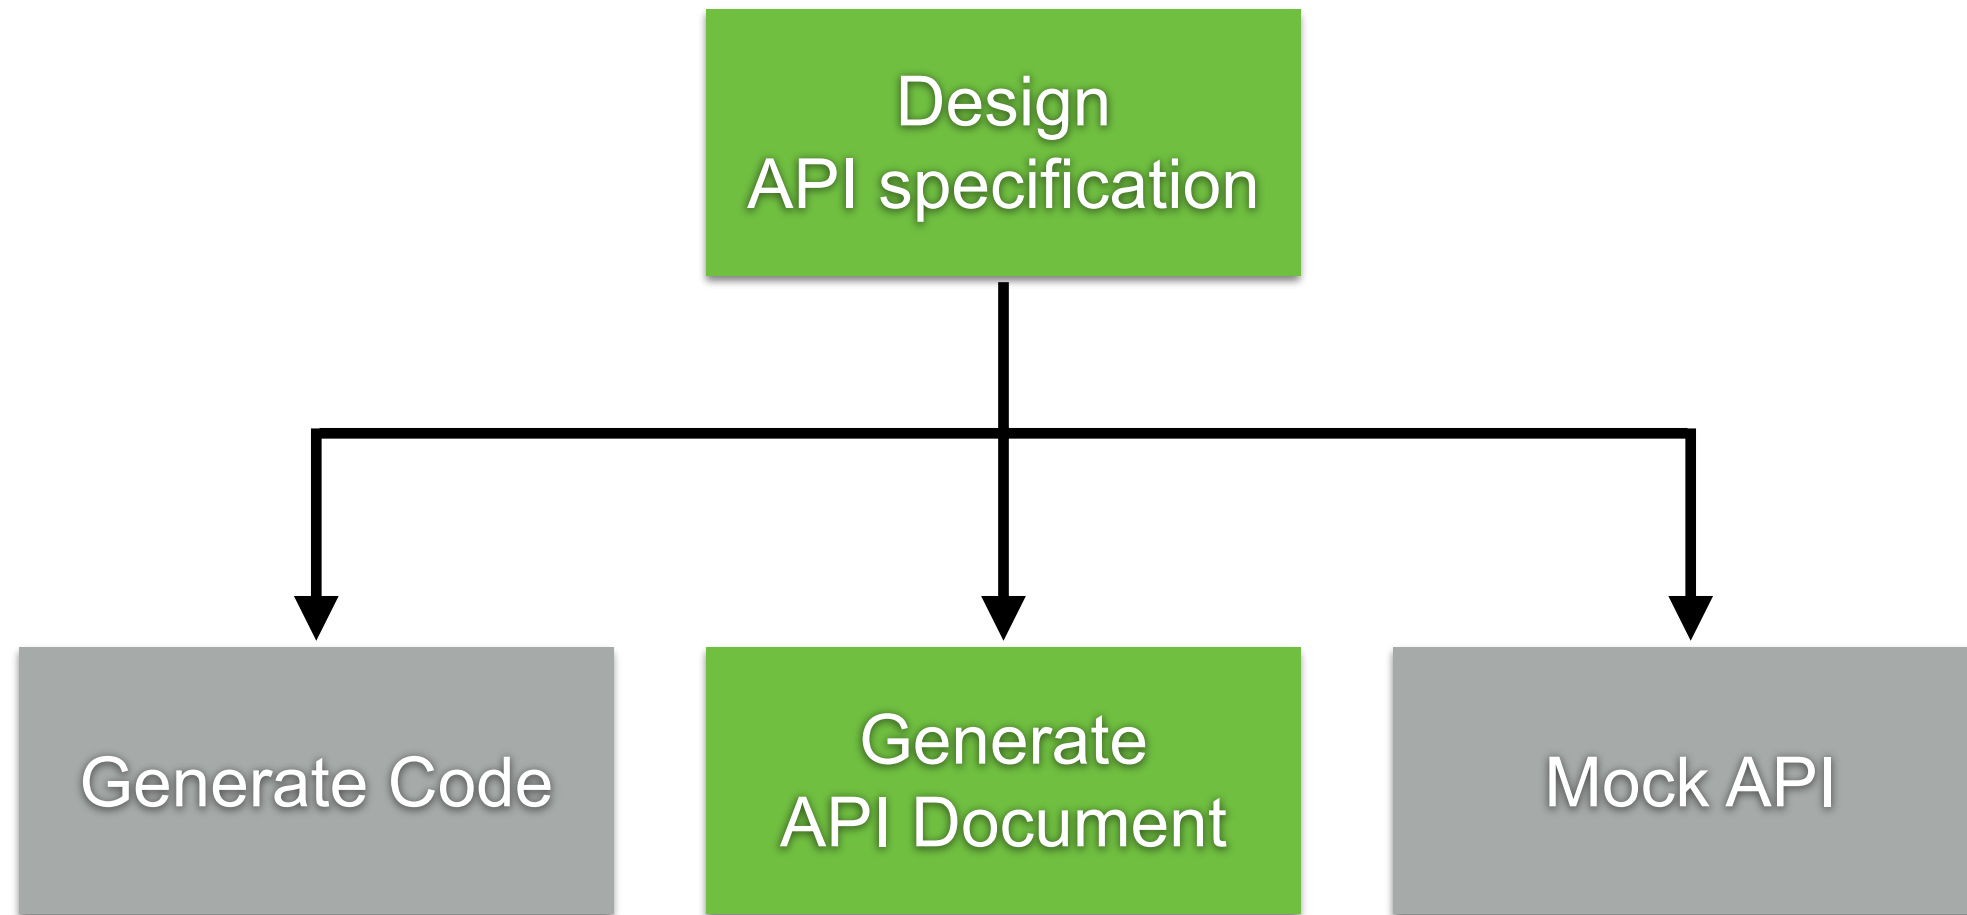 Design
API specification
Generate Code
Generate
API Document
Mock API